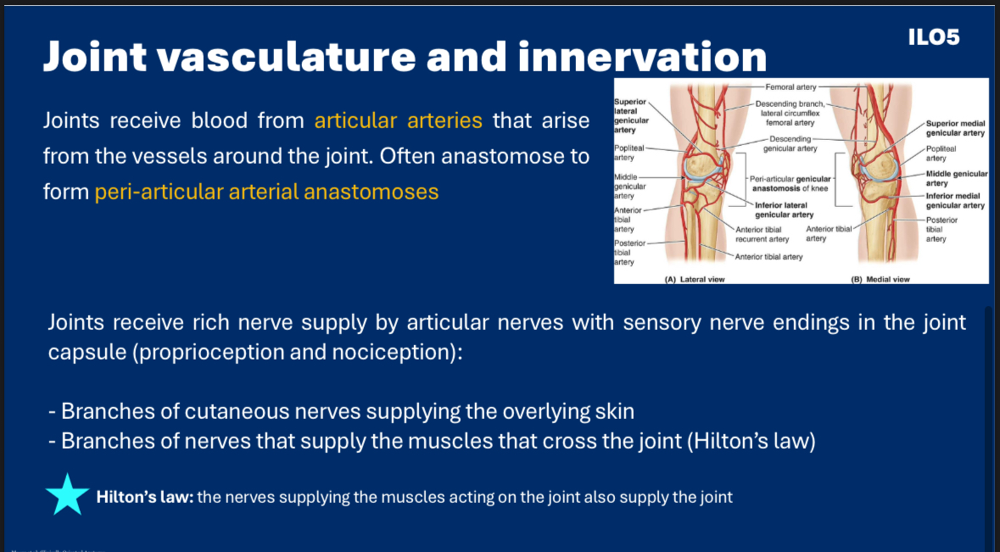 ILO5
Joint vasculature and innervation
Joints receive blood from articular arteries that arise
from the vessels around the joint. Often anastomose to
form peri-articular arterial anastomoses
Superior
lateral
genicular
artery
Popliteal
artery
Middle
genicular
artery
Anterior
tibial
artery
Posterior
tibial
artery
Femoral artery
Descending branch,
lateral circumflex
femoral artery
Descending
genicular artery
Peri-articular genicular
anastomosis of knee
Inferior lateral
genicular artery
Anterior tibial
recurrent artery
Anterior tibial artery
Anterior tibial
artery
Superior medial
genicular artery
Popliteal
artery
Middle genicular
artery
Inferior medial
genicular artery
Posterior
tibial
artery
(A) Lateral view
(B) Medial view
Joints receive rich nerve supply by articular nerves with sensory nerve endings in the joint
capsule (proprioception and nociception):
- Branches of cutaneous nerves supplying the overlying skin
- Branches of nerves that supply the muscles that cross the joint (Hilton’s law)
Hilton’s law: the nerves supplying the muscles acting on the joint also supply the joint